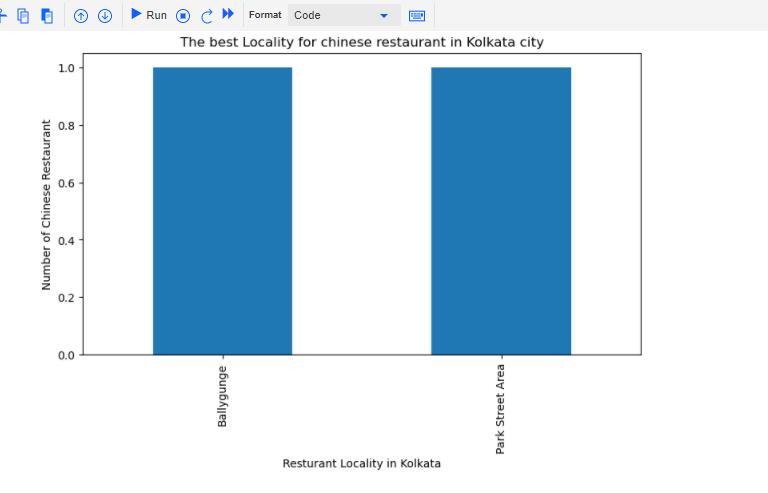 Run Format Code
The best Locality for chinese restaurant in Kolkata city
Number of Chinese Restaurant
1.0
0.8
0.6
0.4
0.2
0.0
Ballygunge
Park Street Area
Resturant Locality in Kolkata